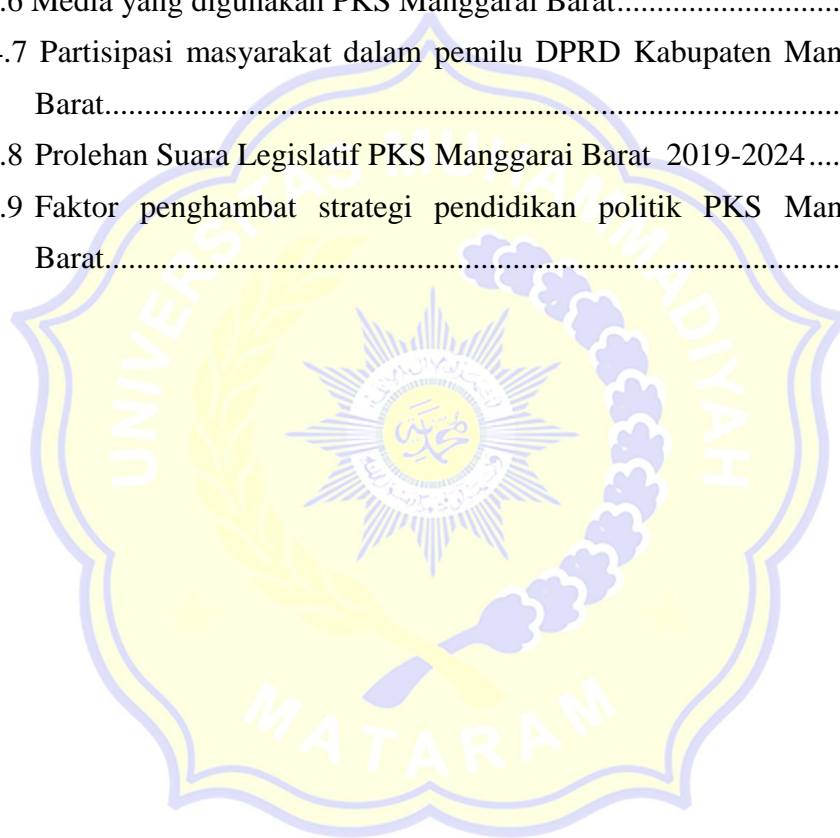 .6 Media yang digunakan PKS Manggarai Barat......................
.7 Partisipasi masyarakat dalam pemilu DPRD Kabupaten Man
Barat...........................................................................................
.8 Prolehan Suara Legislatif PKS Manggarai Barat 2019-2024....
.9 Faktor penghambat strategi pendidikan politik PKS Man
Barat...........................................................................................
UNIVERSITAS MUHAMMADIYAH
MATARAM